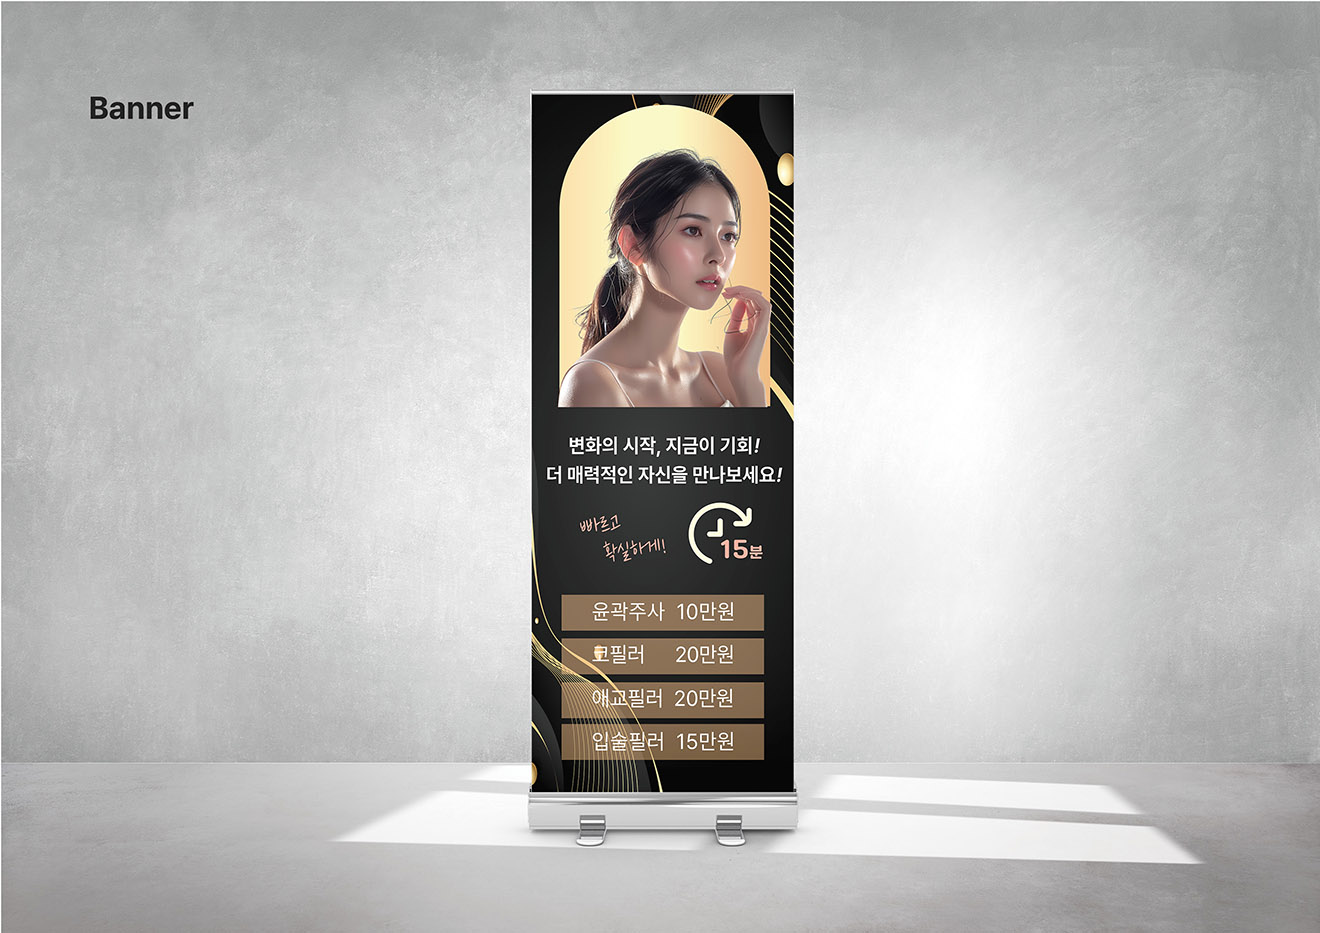 Banner
변화의 시작, 지금이 기회!
더 매력적인 자신을 만나보세요!
빠르고
확실하게!
15분
윤곽주사 10만원
코필러 20만원
애교필러 20만원
입술필러 15만원